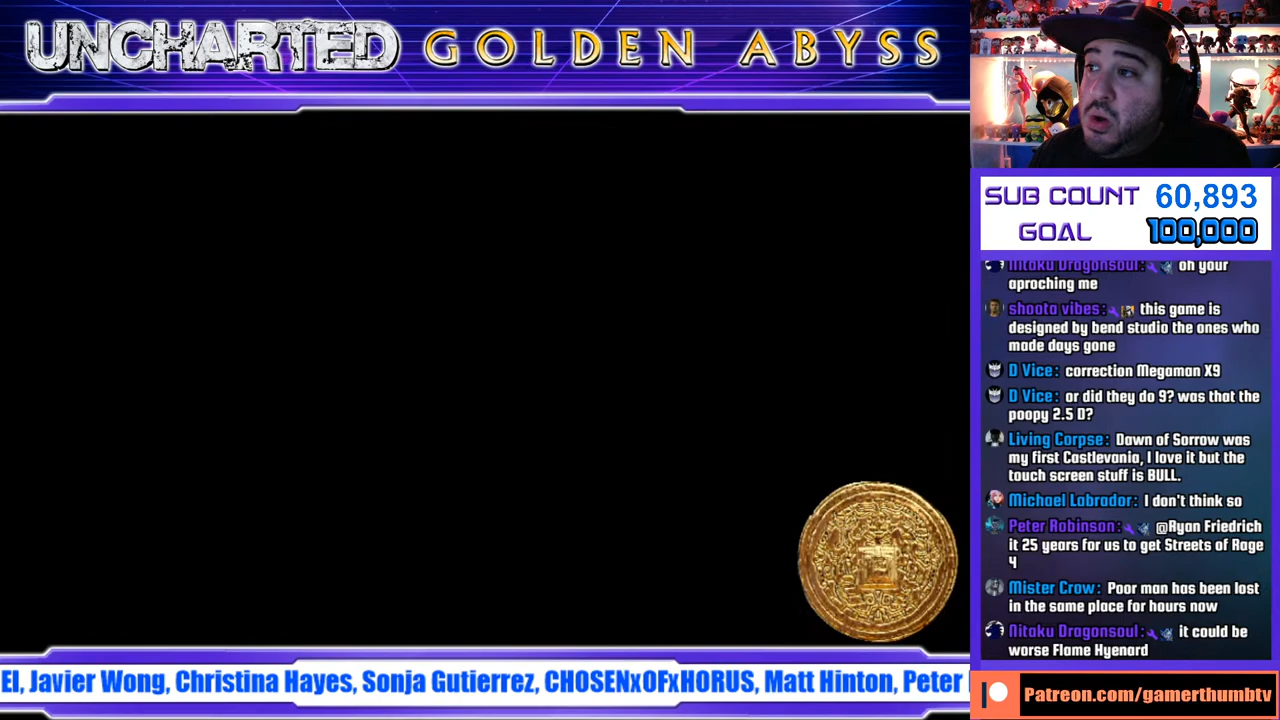 UNCHARTED GOLDEN ABYSS
SUB COUNT 60,893
GOAL 100,000
Nitaku Dragonsoul: oh your
aproching me
shoota vibes: this game is
designed by bend studio the ones who
made days gone
D Vice: correction Megaman X9
D Vice: or did they do 9? was that the
poopy 2.5 D?
Living Corpse: Dawn of Sorrow was
my first Castlevania, I love it but the
touch screen stuff is BULL.
Michael Labrador: I don't think so
Peter Robinson: @Ryan Friedrich
it 25 years for us to get Streets of Rage
4
Mister Crow: Poor man has been lost
in the same place for hours now
Nitaku Dragonsoul: it could be
worse Flame Hyenard
EI, Javier Wong, Christina Hayes, Sonja Gutierrez, CHOSENxOFxHORUS, Matt Hinton, Peter
Patreon.com/gamerthumbtv